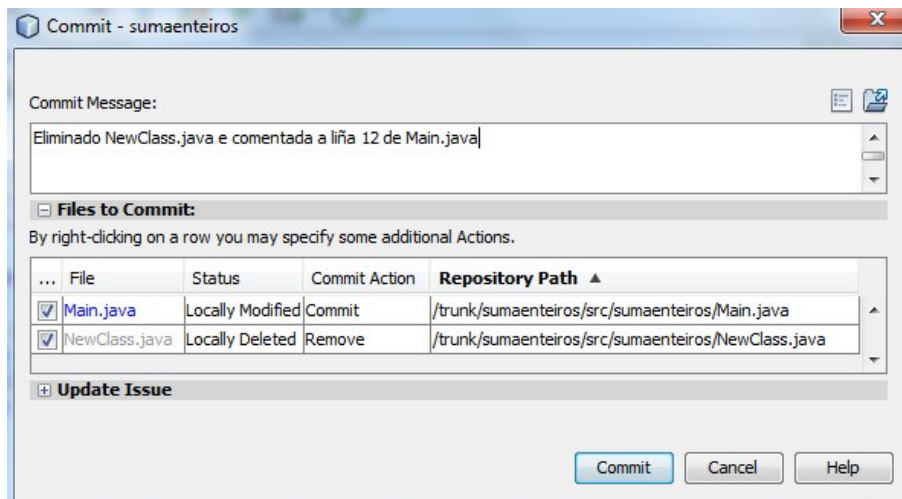 Commit - sumaenteiros
Commit Message:
Eliminado NewClass.java e comentada a liña 12 de Main.java
Files to Commit:
By right-clicking on a row you may specify some additional Actions.
... File Status Commit Action Repository Path
Main.java Locally Modified Commit /trunk/sumaenteiros/src/sumaenteiros/Main.java
NewClass.java Locally Deleted Remove /trunk/sumaenteiros/src/sumaenteiros/NewClass.java
Update Issue
Commit Cancel Help